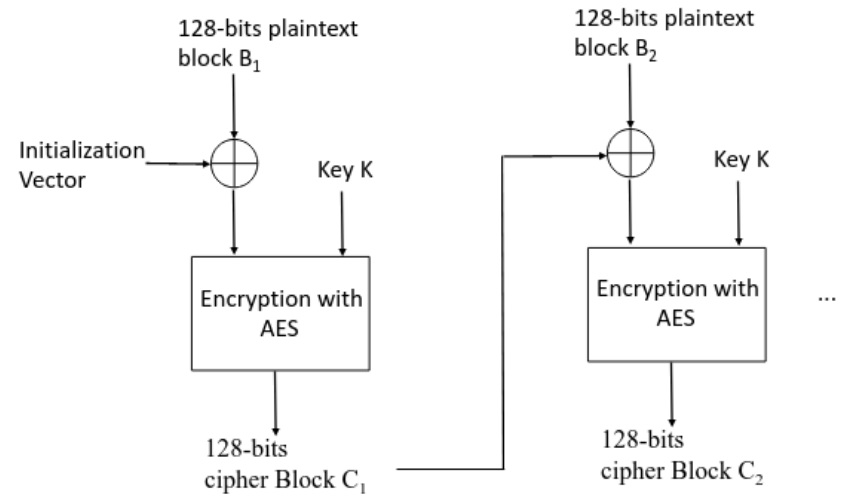 128-bits plaintext
block B₁
Initialization
Vector
Key K
Encryption with
AES
128-bits
cipher Block C₁
128-bits plaintext
block B₂
Key K
Encryption with
AES
128-bits
cipher Block C₂
...